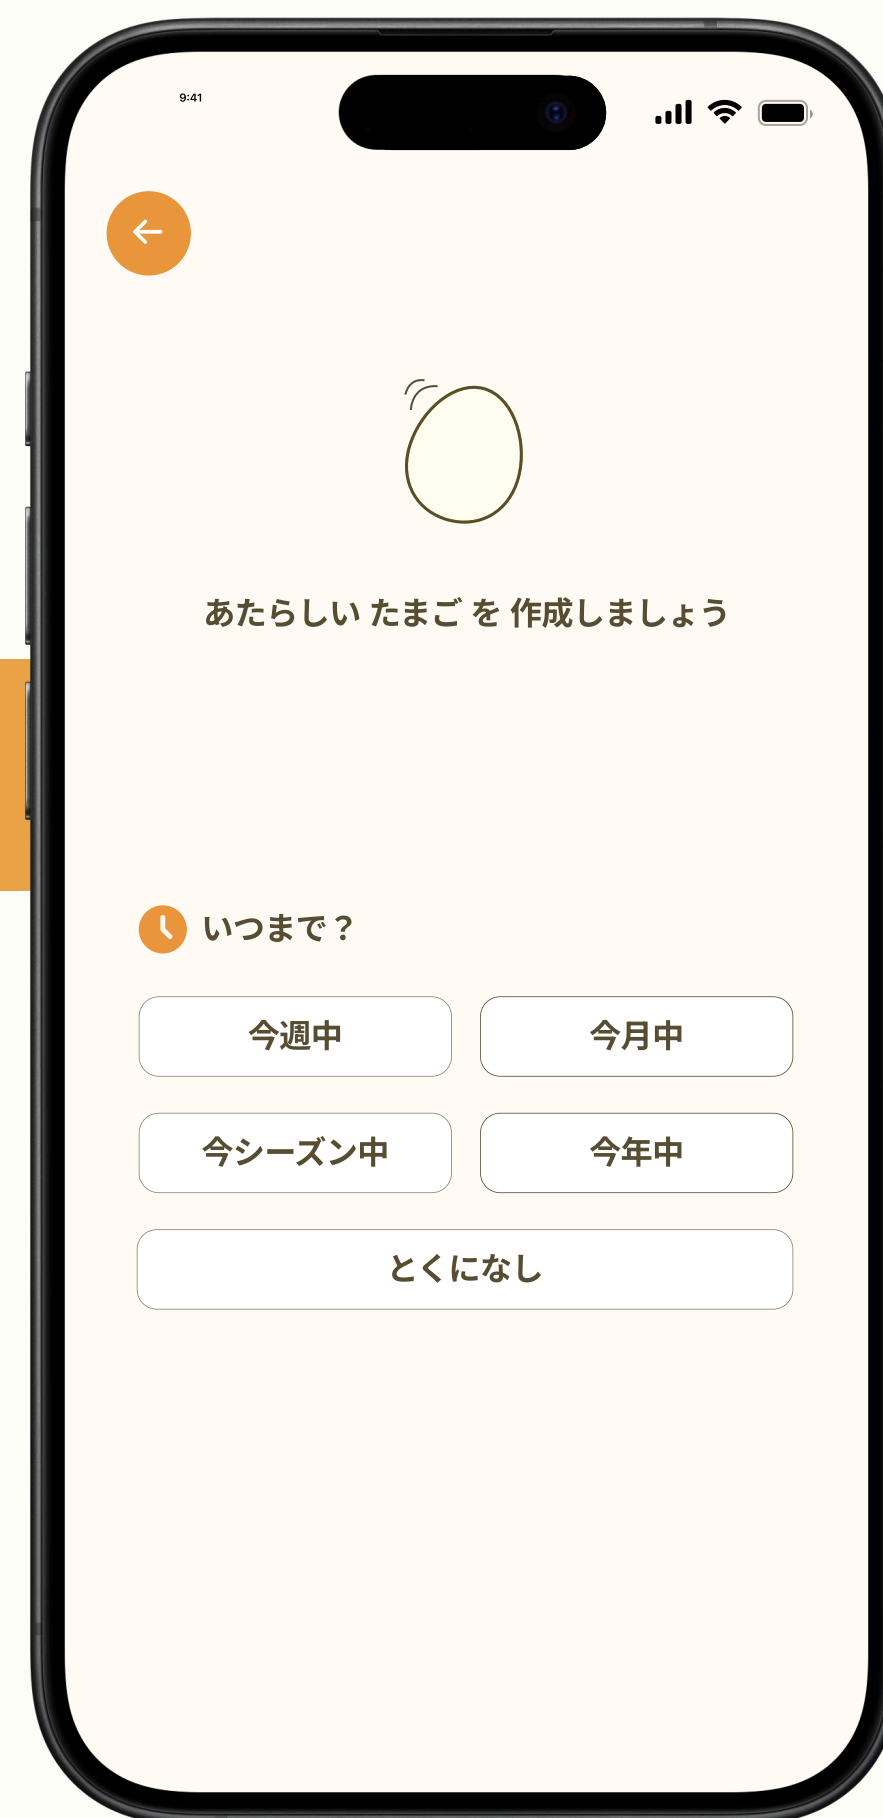 9:41
あたらしい たまご を 作成しましょう
いつまで？
今週中
今月中
今シーズン中
今年中
とくになし